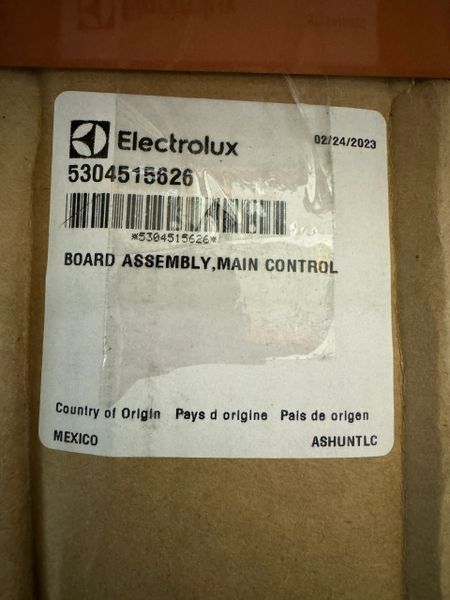 Electrolux
Electrolux 02/24/2023
5304515626
*5304515626*
BOARD ASSEMBLY,MAIN CONTROL
Country of Origin Pays d origine Pais de origen
MEXICO ASHUNTLC